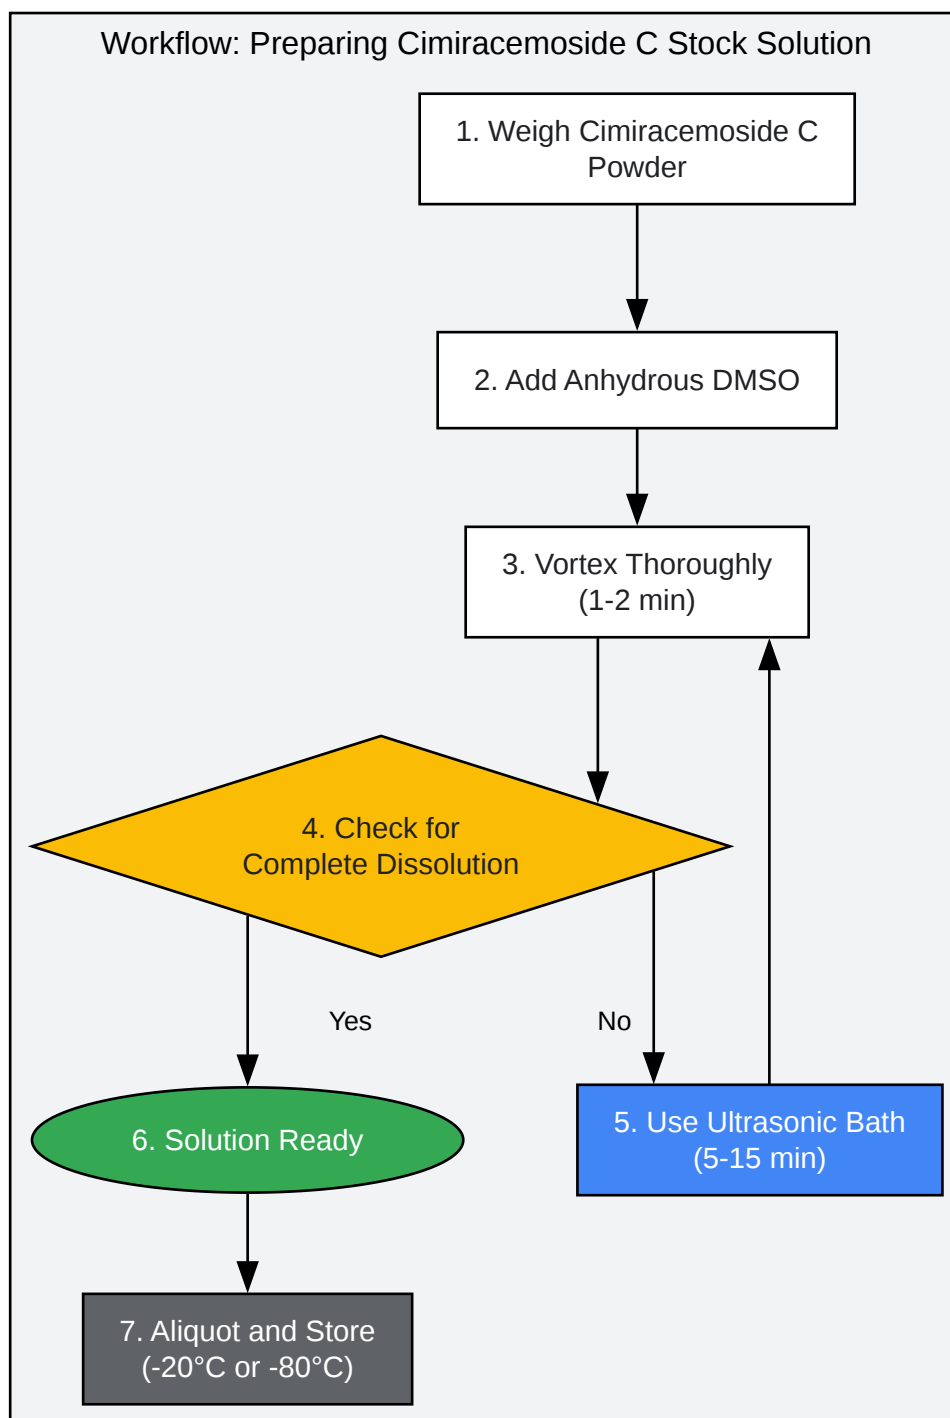 Workflow: Preparing Cimiracemoside C Stock Solution
1. Weigh Cimiracemoside C
Powder
2. Add Anhydrous DMSO
3. Vortex Thoroughly
(1-2 min)
4. Check for
Complete Dissolution
Yes
No
6. Solution Ready
5. Use Ultrasonic Bath
(5-15 min)
7. Aliquot and Store
(-20°C or -80°C)